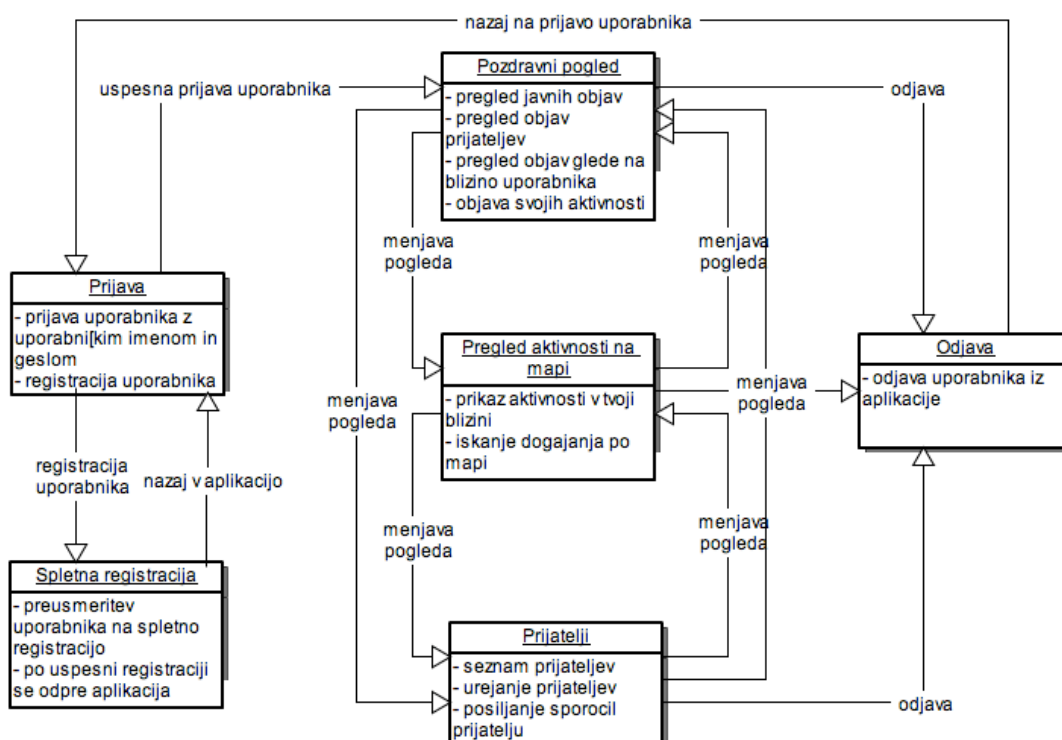 nazaj na prijavo uporabnika
uspesna prijava uporabnika
Pozdravni pogled
- pregled javnih objav
- pregled objav
prijateljev
- pregled objav glede na
blizino uporabnika
- objava svojih aktivnosti
odjava
menjava
pogleda
menjava
pogleda
Prijava
- prijava uporabnika z
uporabni[kim imenom in
geslom
- registracija uporabnika
Pregled aktivnosti na
mapi
- prikaz aktivnosti v tvoji
blizini
- iskanje dogajanja po
mapi
Odjava
- odjava uporabnika iz
aplikacije
menjava
pogleda
menjava
pogleda
registracija
uporabnika
nazaj v aplikacijo
menjava
pogleda
menjava
pogleda
Spletna registracija
- preusmeritev
uporabnika na spletno
registracijo
- po uspesni registraciji
se odpre aplikacija
Prijatelji
- seznam prijateljev
- urejanje prijateljev
- posiljanje sporocil
prijatelju
odjava